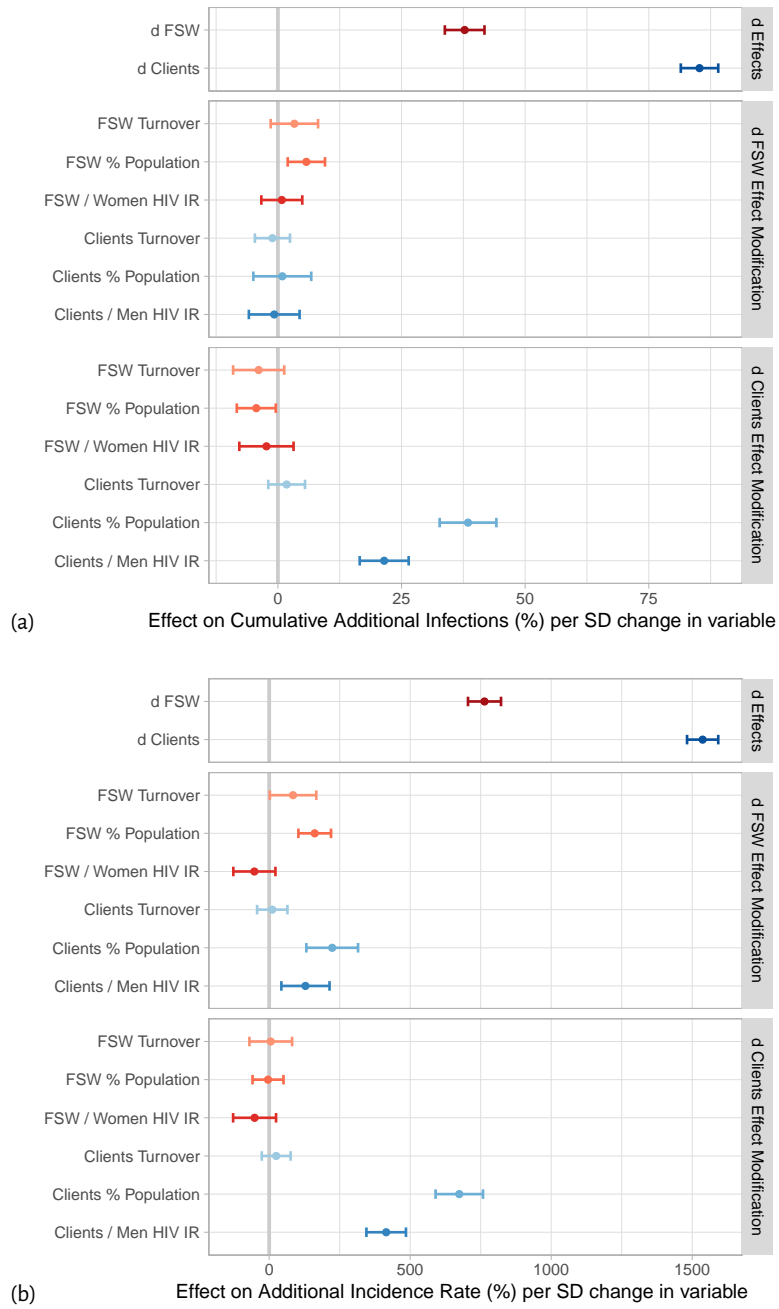 d FSW
d Clients
d Effects
FSW Turnover
FSW % Population
FSW / Women HIV IR
Clients Turnover
Clients % Population
Clients / Men HIV IR
d FSW Effect Modification
FSW Turnover
FSW % Population
FSW / Women HIV IR
Clients Turnover
Clients % Population
Clients / Men HIV IR
d Clients Effect Modification
0 25 50 75
(a) Effect on Cumulative Additional Infections (%) per SD change in variable
d FSW
d Clients
d Effects
FSW Turnover
FSW % Population
FSW / Women HIV IR
Clients Turnover
Clients % Population
Clients / Men HIV IR
d FSW Effect Modification
FSW Turnover
FSW % Population
FSW / Women HIV IR
Clients Turnover
Clients % Population
Clients / Men HIV IR
d Clients Effect Modification
0 500 1000 1500
(b) Effect on Additional Incidence Rate (%) per SD change in variable